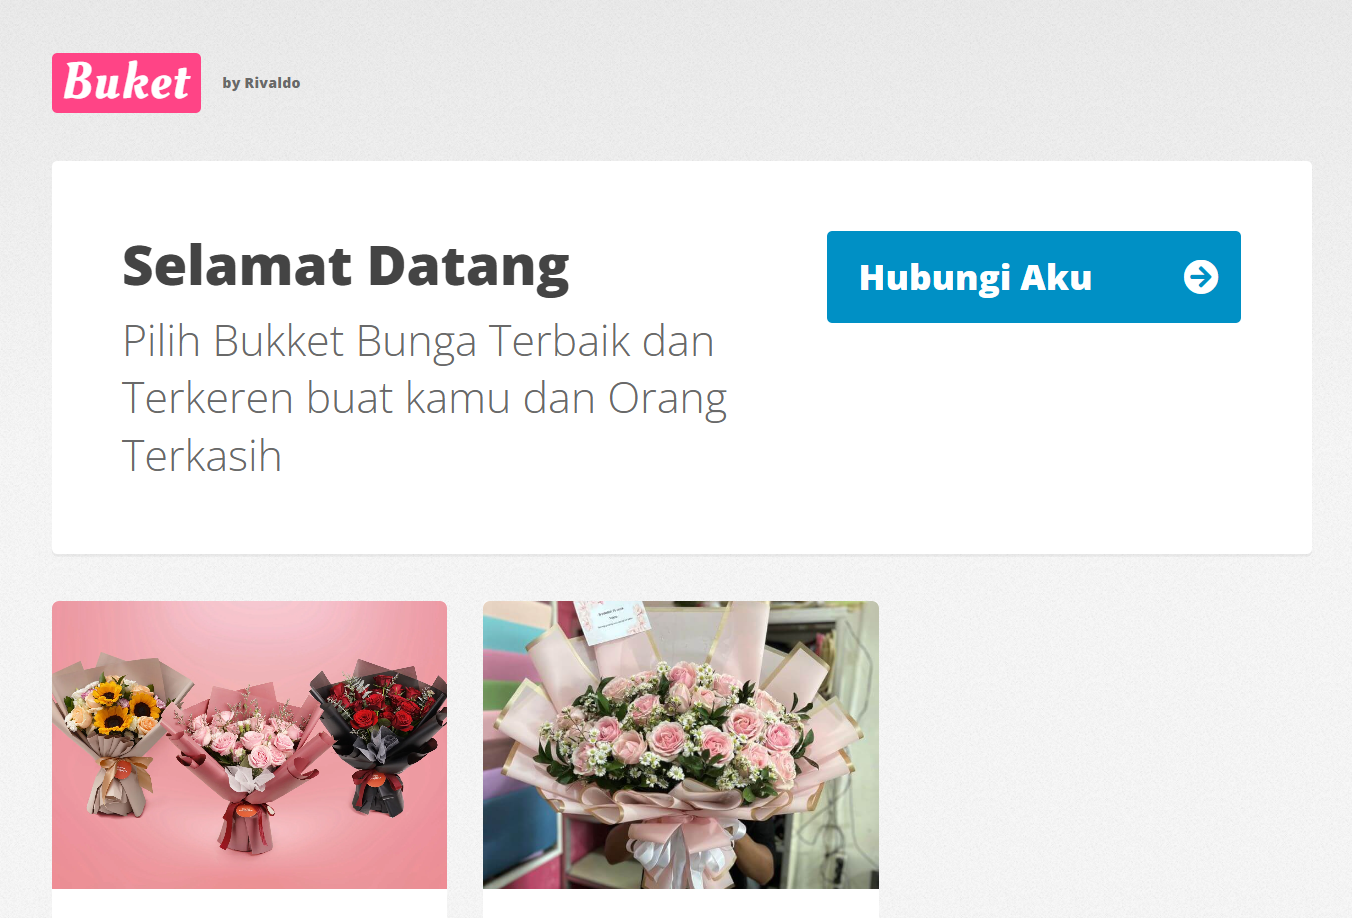 Buket
by Rivaldo
Selamat Datang
Hubungi Aku
Pilih Bukket Bunga Terbaik dan
Terkeren buat kamu dan Orang
Terkasih